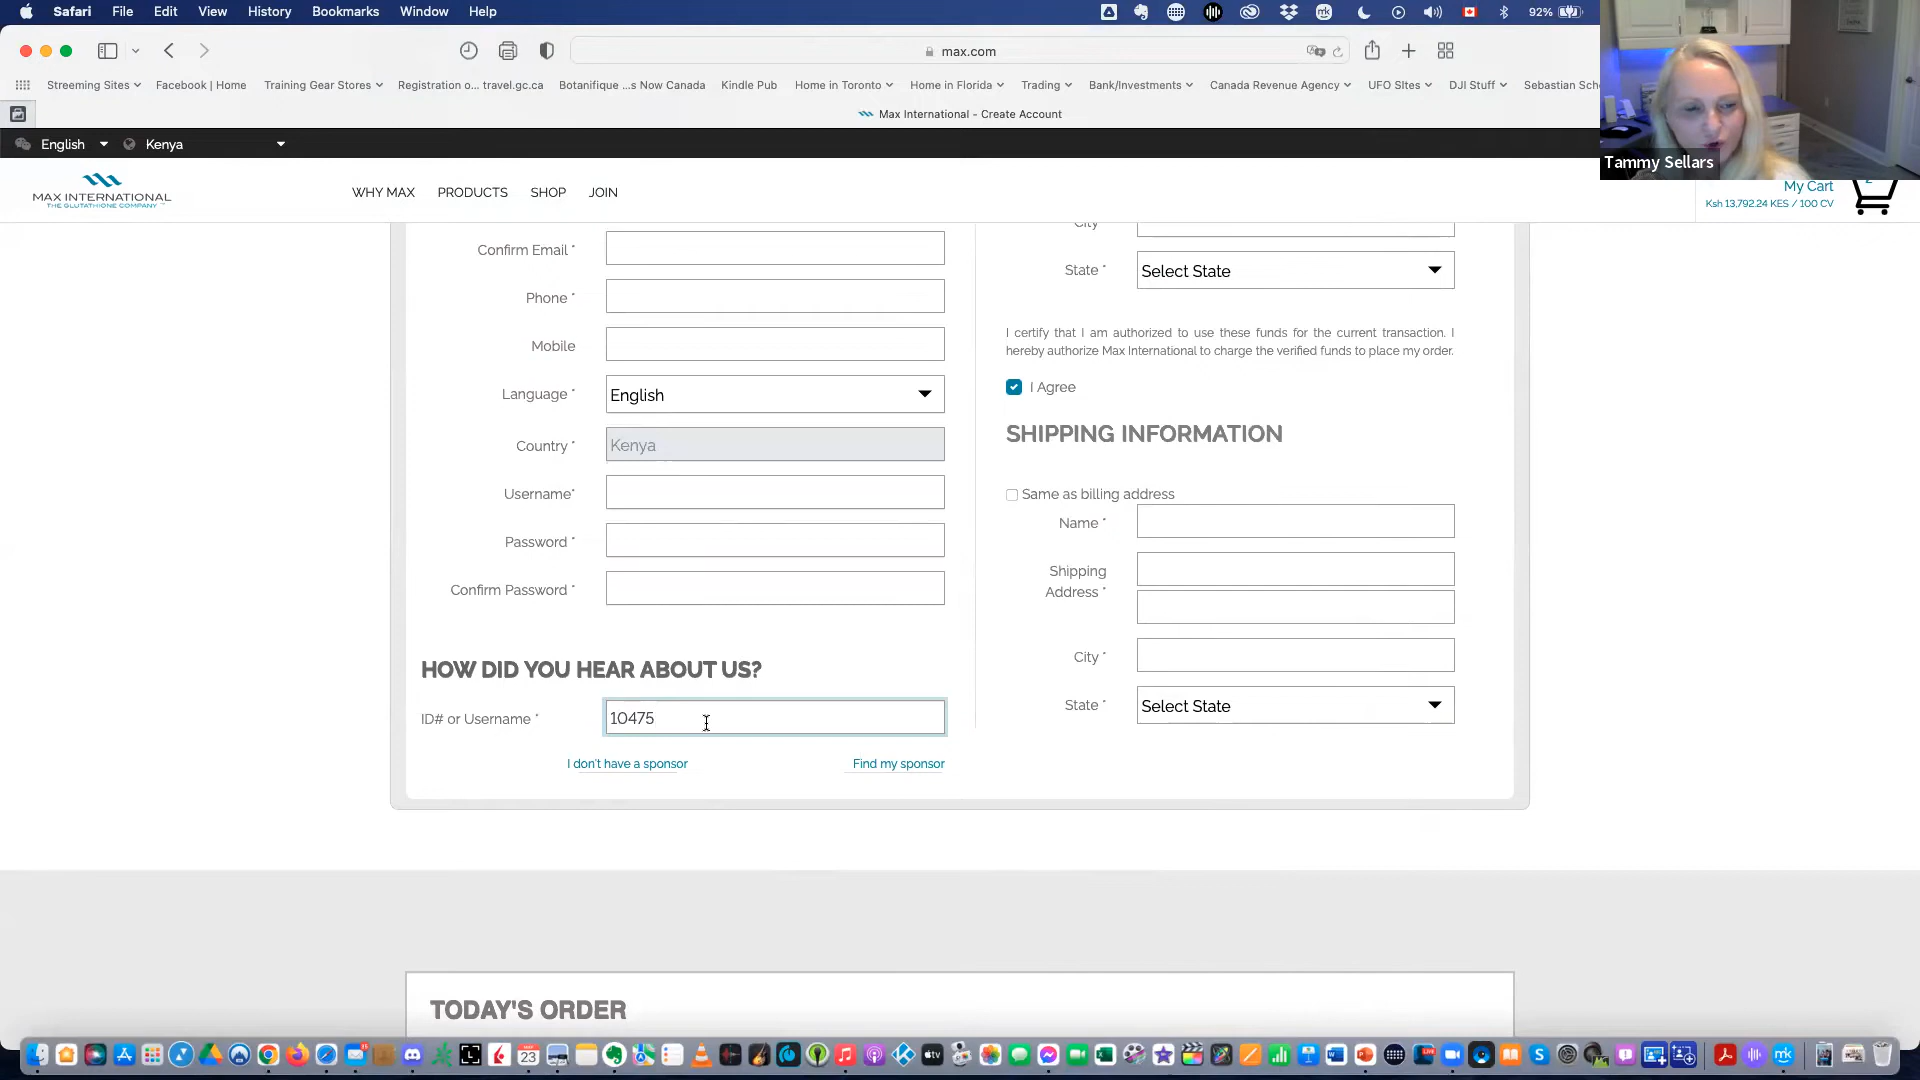 Safari File Edit View History Bookmarks Window Help
92%
max.com
Streeming Sites Facebook | Home Training Gear Stores Registration o... travel.gc.ca Botanifique ...s Now Canada Kindle Pub Home in Toronto Home in Florida Trading Bank/Investments Canada Revenue Agency UFO SItes DJI Stuff Sebastian Sch
Max International - Create Account
English Kenya
Tammy Sellars
MAX INTERNATIONAL
THE GLUTATHIONE COMPANY
WHY MAX PRODUCTS SHOP JOIN
My Cart
Ksh 13,792.24 KES / 100 CV
City
Confirm Email *
State * Select State
Phone *
I certify that I am authorized to use these funds for the current transaction. I
hereby authorize Max International to charge the verified funds to place my order.
Mobile
I Agree
Language * English
SHIPPING INFORMATION
Country * Kenya
Username*
Same as billing address
Name *
Password *
Shipping
Address *
Confirm Password *
City *
HOW DID YOU HEAR ABOUT US?
State * Select State
ID# or Username * 10475
I don't have a sponsor Find my sponsor
TODAY'S ORDER
23